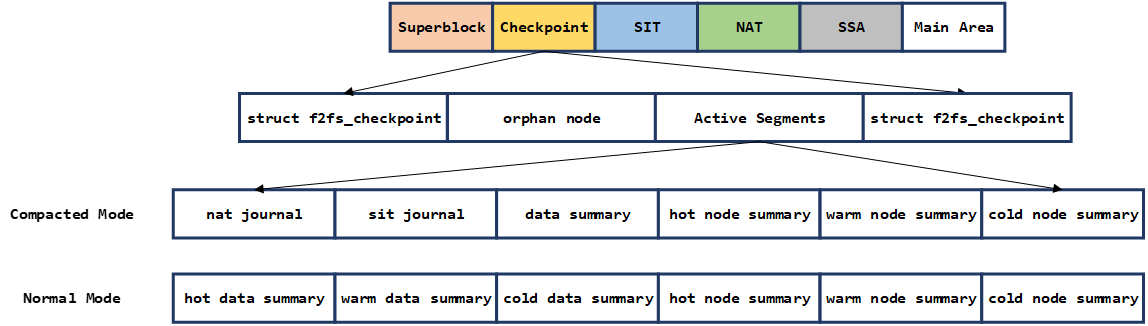 Superblock Checkpoint SIT NAT SSA Main Area
struct f2fs_checkpoint orphan node Active Segments struct f2fs_checkpoint
Compacted Mode nat journal sit journal data summary hot node summary warm node summary cold node summary
Normal Mode hot data summary warm data summary cold data summary hot node summary warm node summary cold node summary